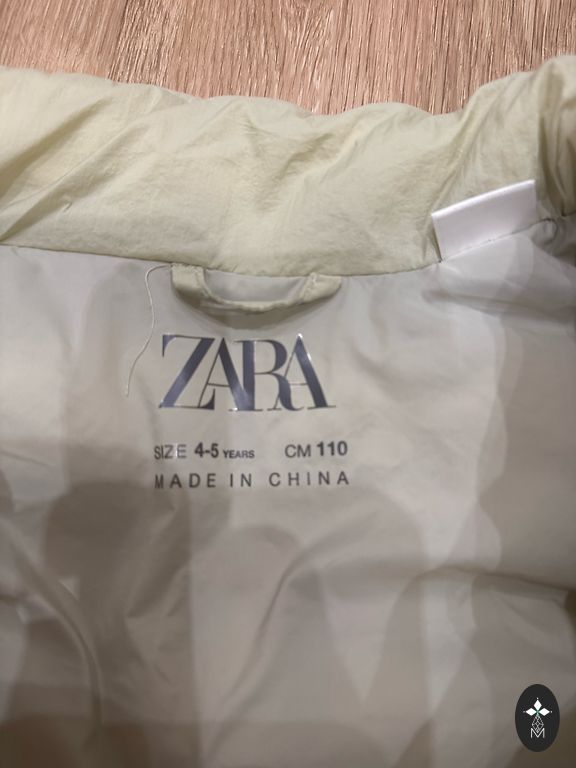 ZARA
SIZE 4-5 YEARS CM 110
MADE IN CHINA
M